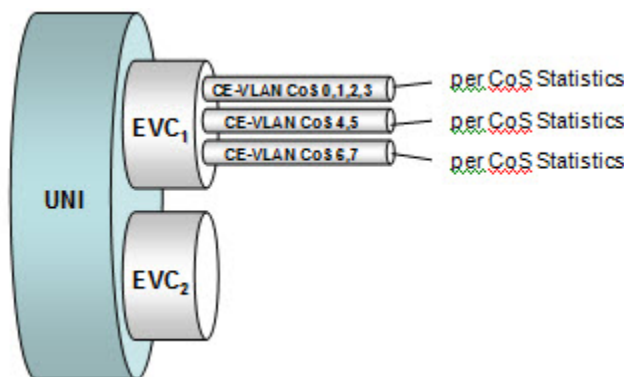 CE-VLAN CoS 0,1,2,3
per CoS Statistics
EVC1
CE-VLAN CoS 4,5
per CoS Statistics
CE-VLAN CoS 6,7
per CoS Statistics
UNI
EVC2